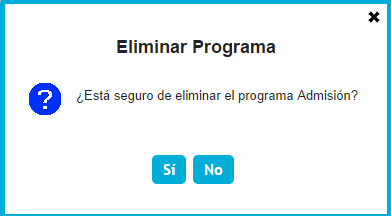 ✖
Eliminar Programa
? ¿Está seguro de eliminar el programa Admisión?
Sí No